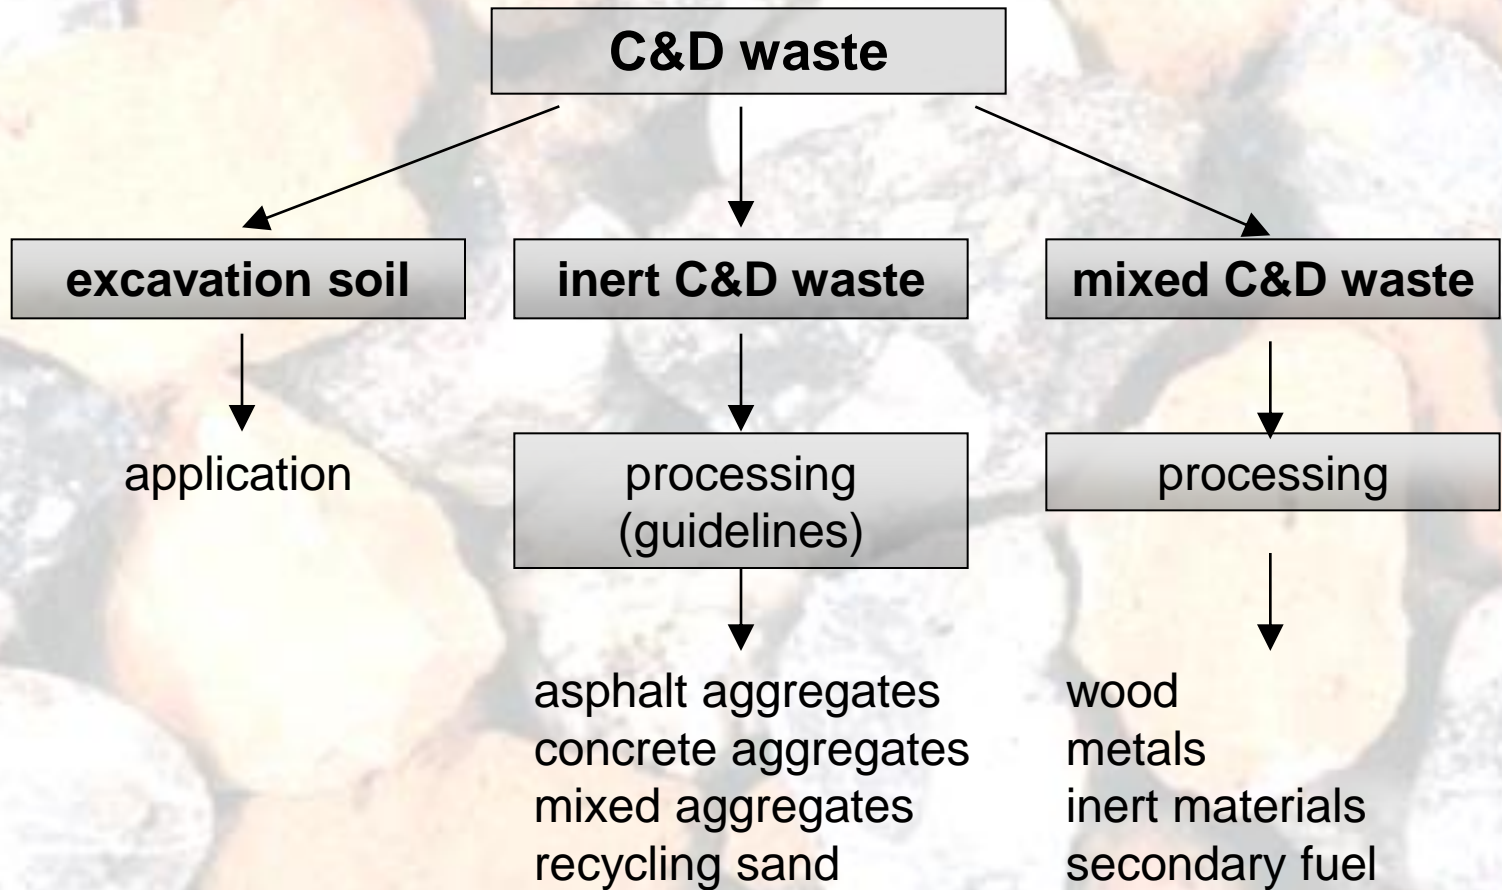 C&D waste
excavation soil
inert C&D waste
mixed C&D waste
application
processing
(guidelines)
processing
asphalt aggregates
concrete aggregates
mixed aggregates
recycling sand
wood
metals
inert materials
secondary fuel